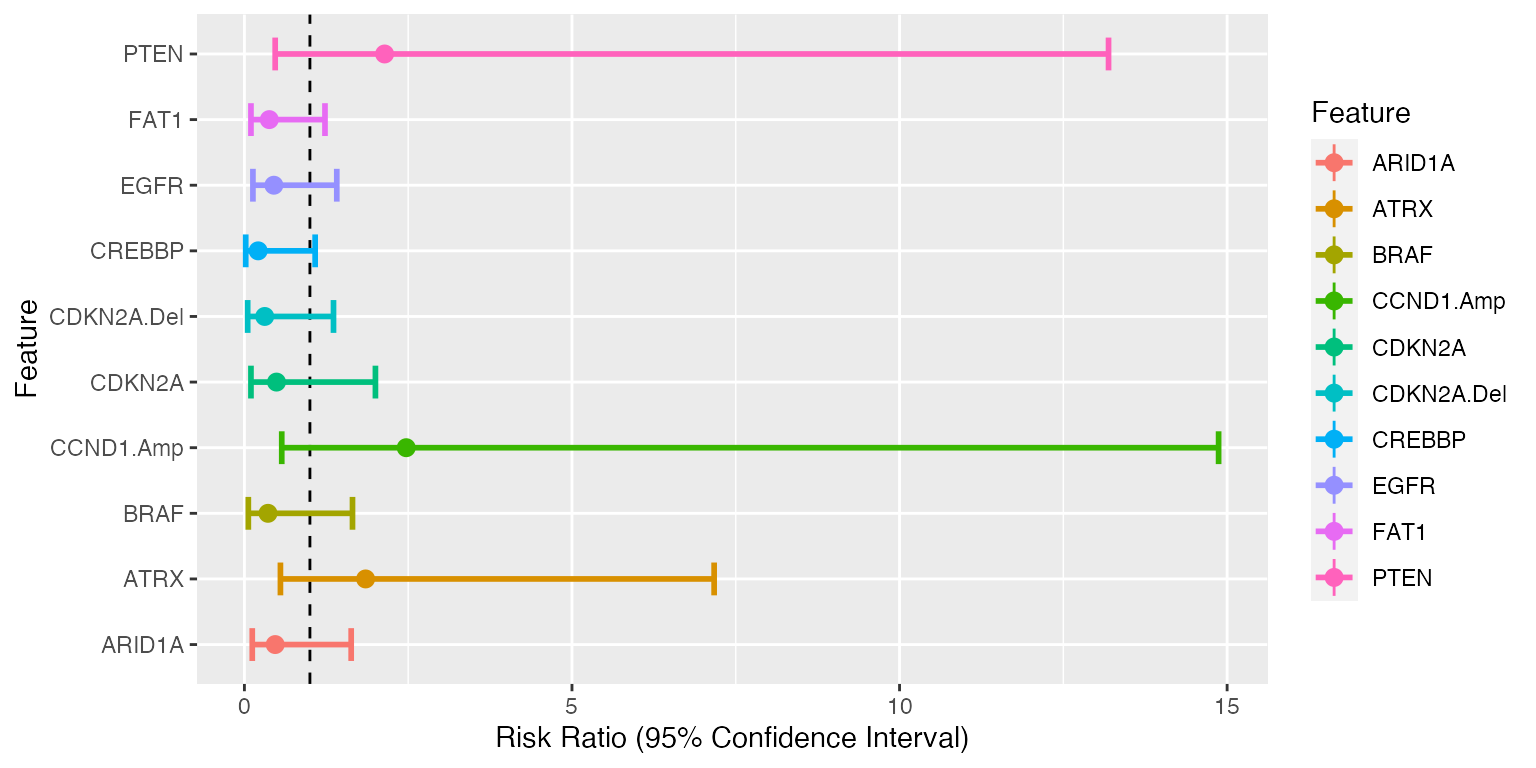 PTEN
FAT1
EGFR
CREBBP
CDKN2A.Del
CDKN2A
CCND1.Amp
BRAF
ATRX
ARID1A
Feature
0 5 10 15
Risk Ratio (95% Confidence Interval)
Feature
ARID1A
ATRX
BRAF
CCND1.Amp
CDKN2A
CDKN2A.Del
CREBBP
EGFR
FAT1
PTEN